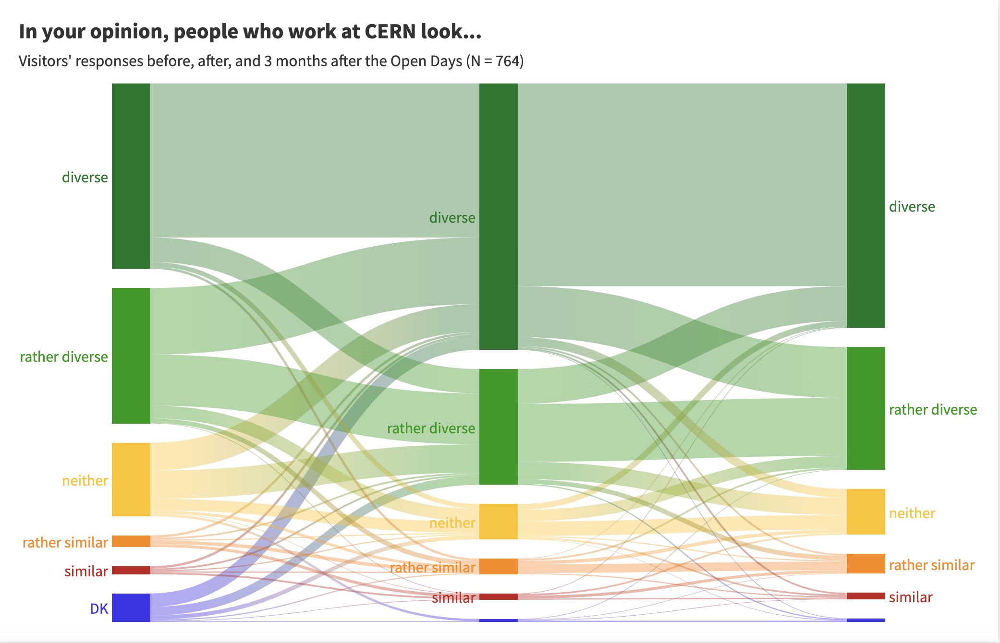 In your opinion, people who work at CERN look...
Visitors' responses before, after, and 3 months after the Open Days (N = 764)
diverse
rather diverse
neither
rather similar
similar
DK
diverse
rather diverse
neither
rather similar
similar
diverse
rather diverse
neither
rather similar
similar